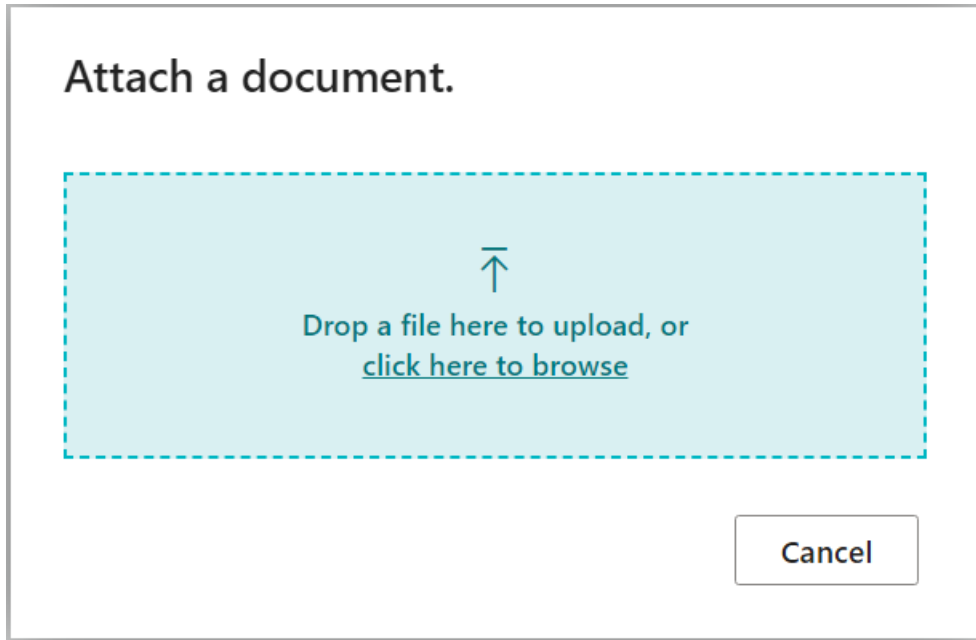 Attach a document.
Drop a file here to upload, or
click here to browse
Cancel